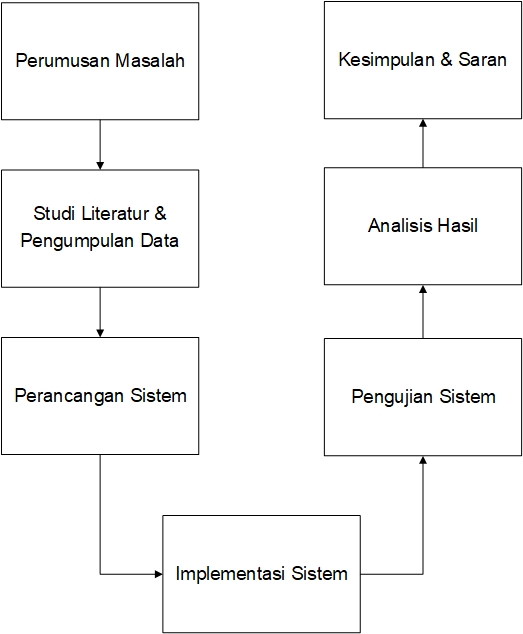 Perumusan Masalah
Studi Literatur &
Pengumpulan Data
Perancangan Sistem
Implementasi Sistem
Pengujian Sistem
Analisis Hasil
Kesimpulan & Saran